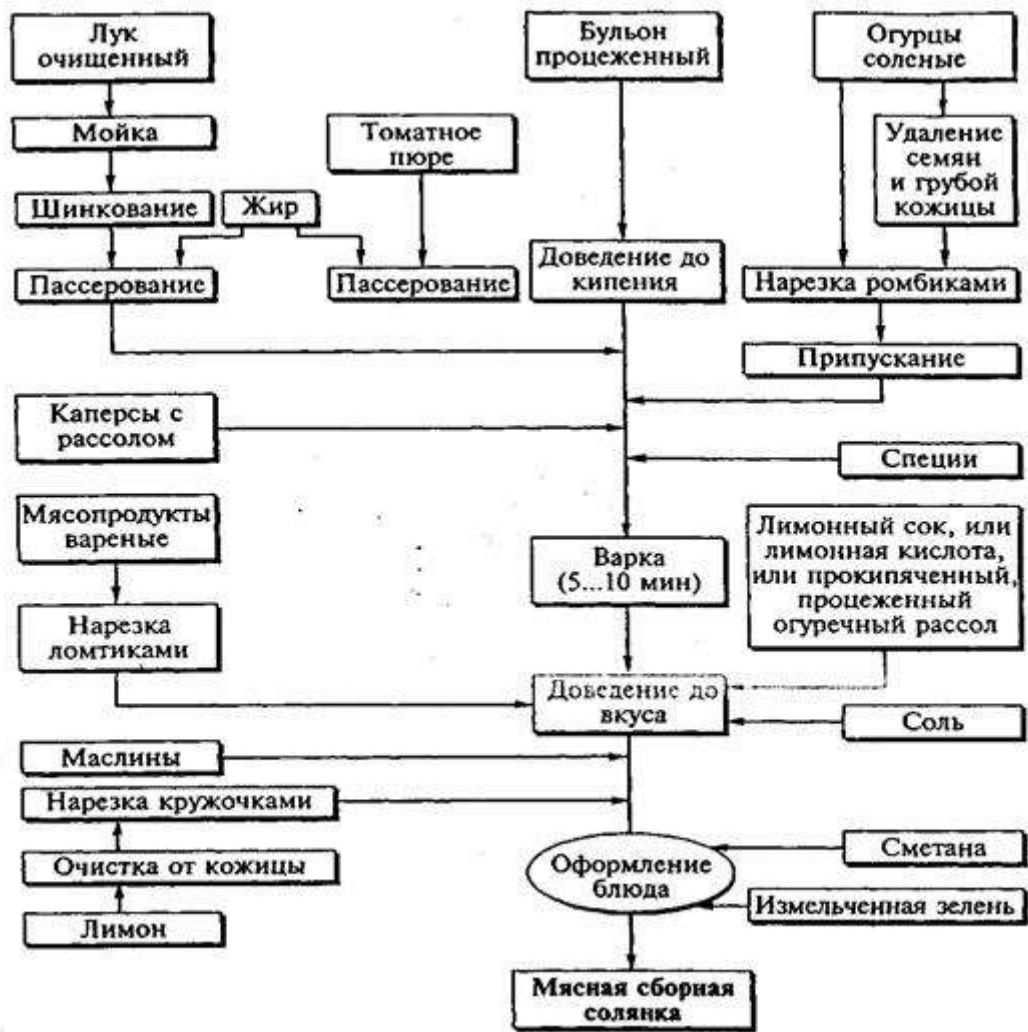 Лук
очищенный
Бульон
процеженный
Огурцы
соленые
Мойка
Томатное
пюре
Удаление
семян
и грубой
кожицы
Шинкование
Жир
Пассерование
Пассерование
Доведение до
кипения
Нарезка ромбиками
Припускание
Каперсы с
рассолом
Специи
Мясопродукты
вареные
Варка
(5...10 мин)
Лимонный сок, или
лимонная кислота,
или прокипяченный,
процеженный
огуречный рассол
Нарезка
ломтиками
Доведение до
вкуса
Соль
Маслины
Нарезка кружочками
Очистка от кожицы
Лимон
Оформление
блюда
Сметана
Измельченная зелень
Мясная сборная
солянка